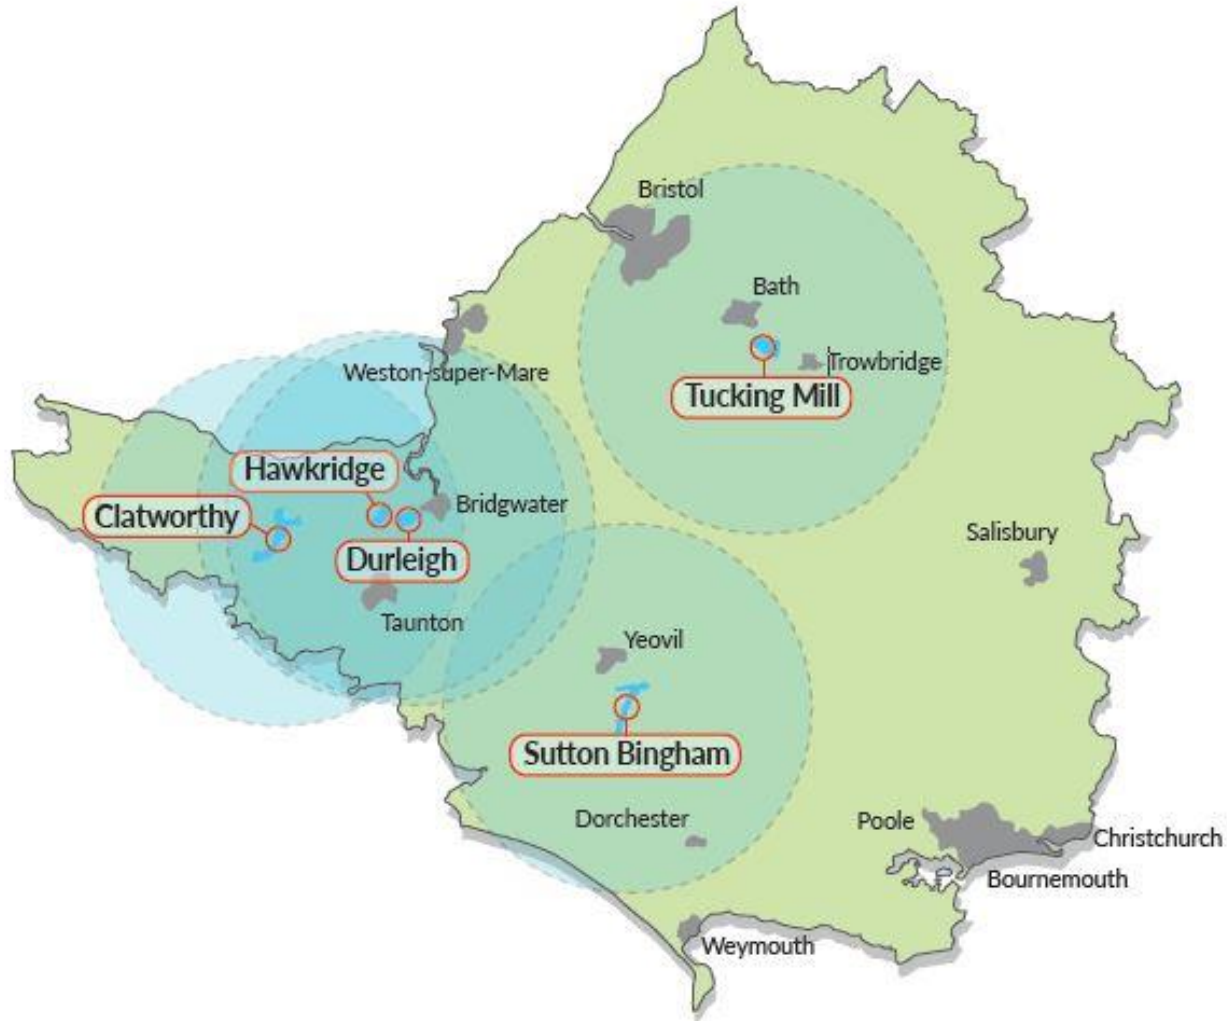 Bristol
Bath
Trowbridge
Tucking Mill
Weston-super-Mare
Hawkridge
Clatworthy
Bridgwater
Durleigh
Salisbury
Taunton
Yeovil
Sutton Bingham
Dorchester
Poole
Christchurch
Bournemouth
Weymouth